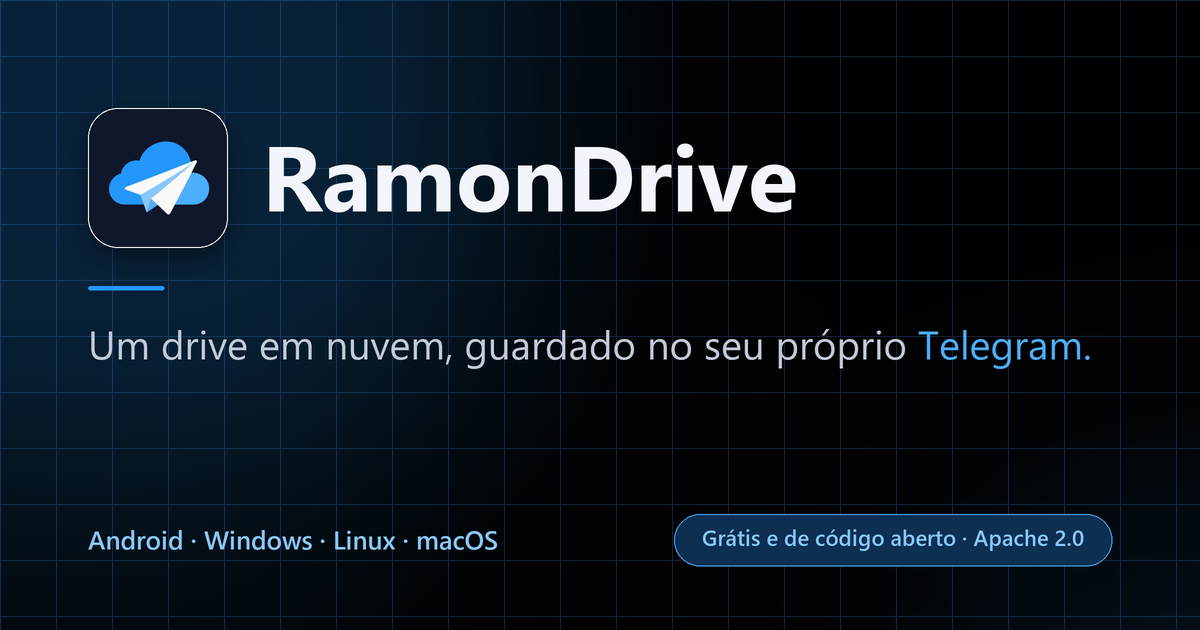 RamonDrive
Um drive em nuvem, guardado no seu próprio Telegram.
Android · Windows · Linux · macOS
Grátis e de código aberto · Apache 2.0